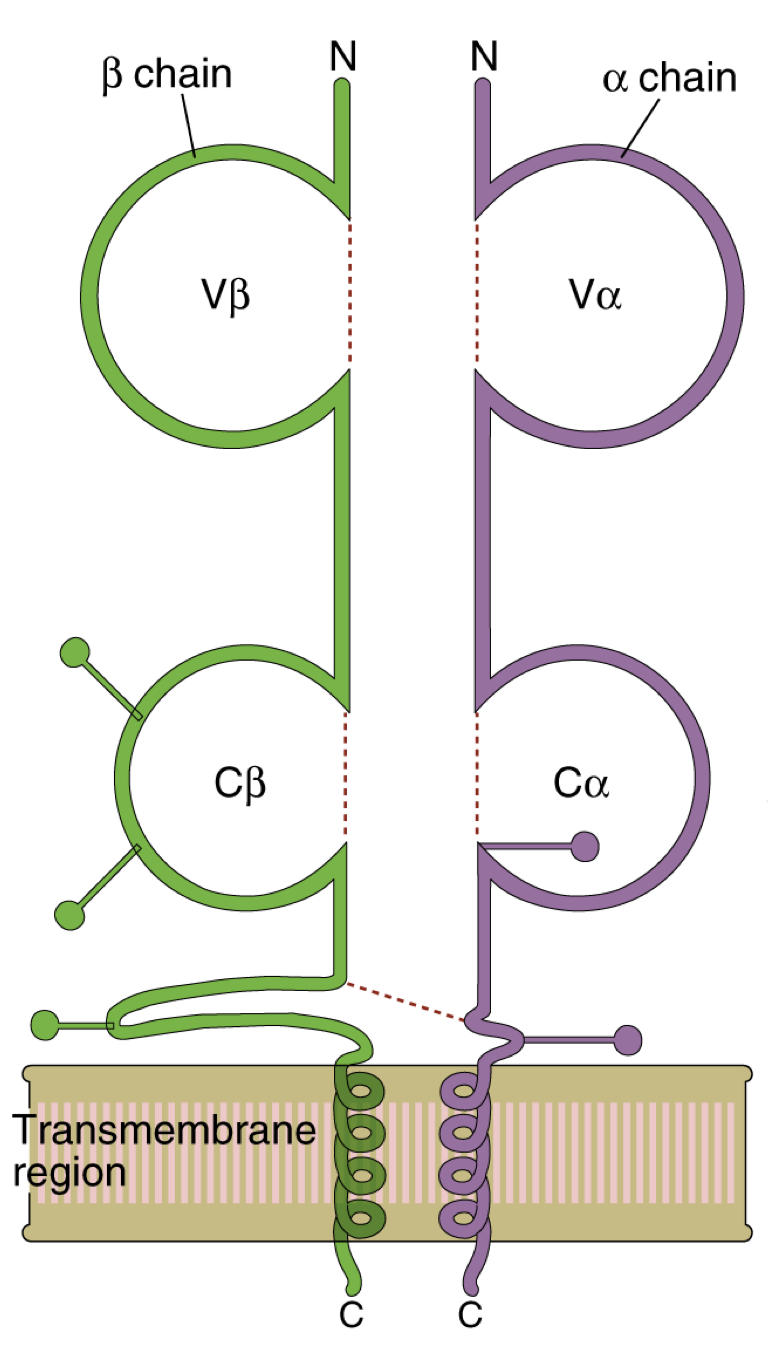 N N
β chain
α chain
Vβ Vα
Cβ Cα
Transmembrane
region
C C